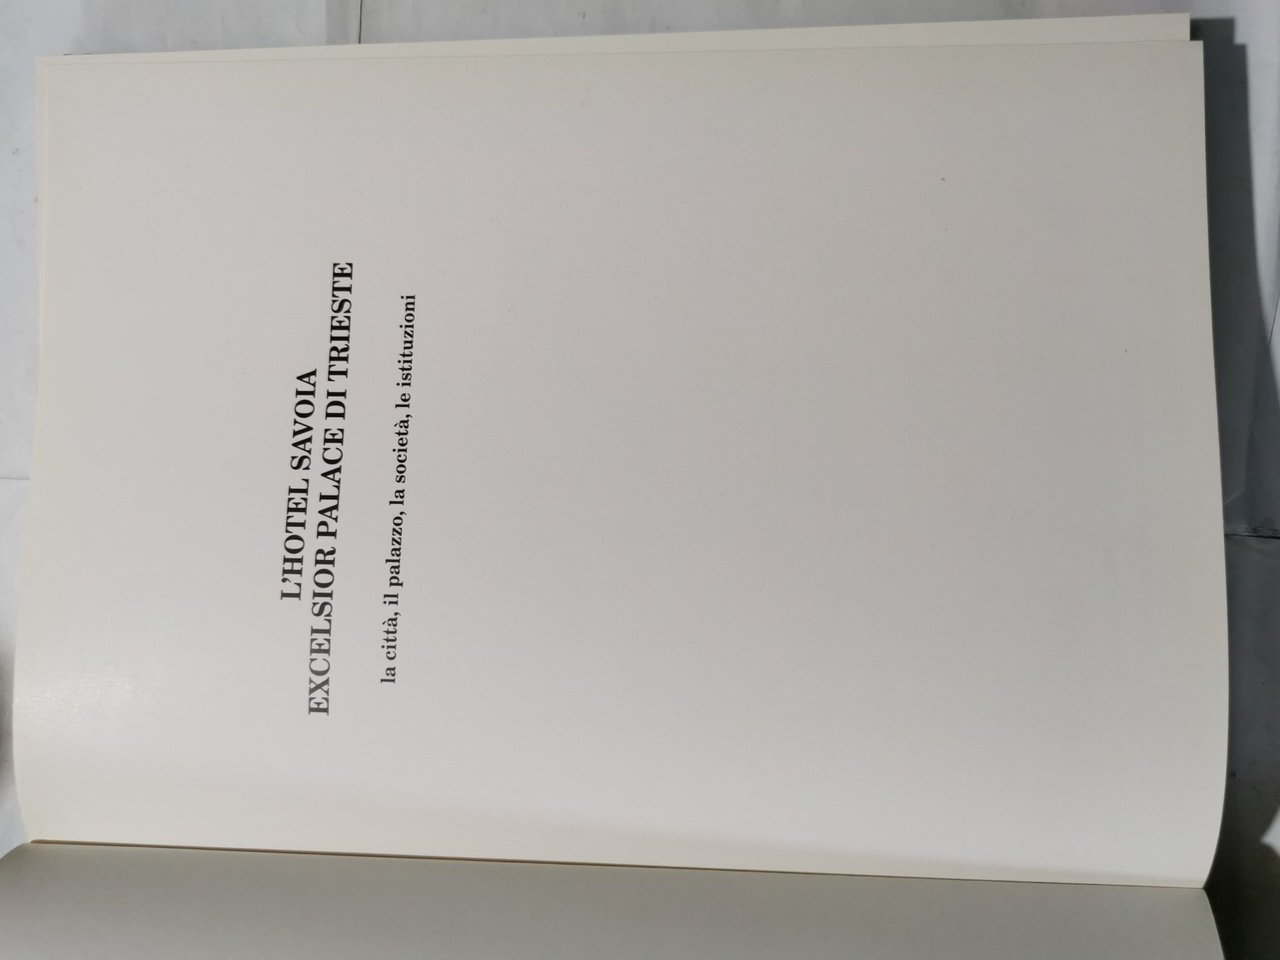 L'HOTEL SAVOIA
EXCELSIOR PALACE DI TRIESTE
la città, il palazzo, la società, le istituzioni